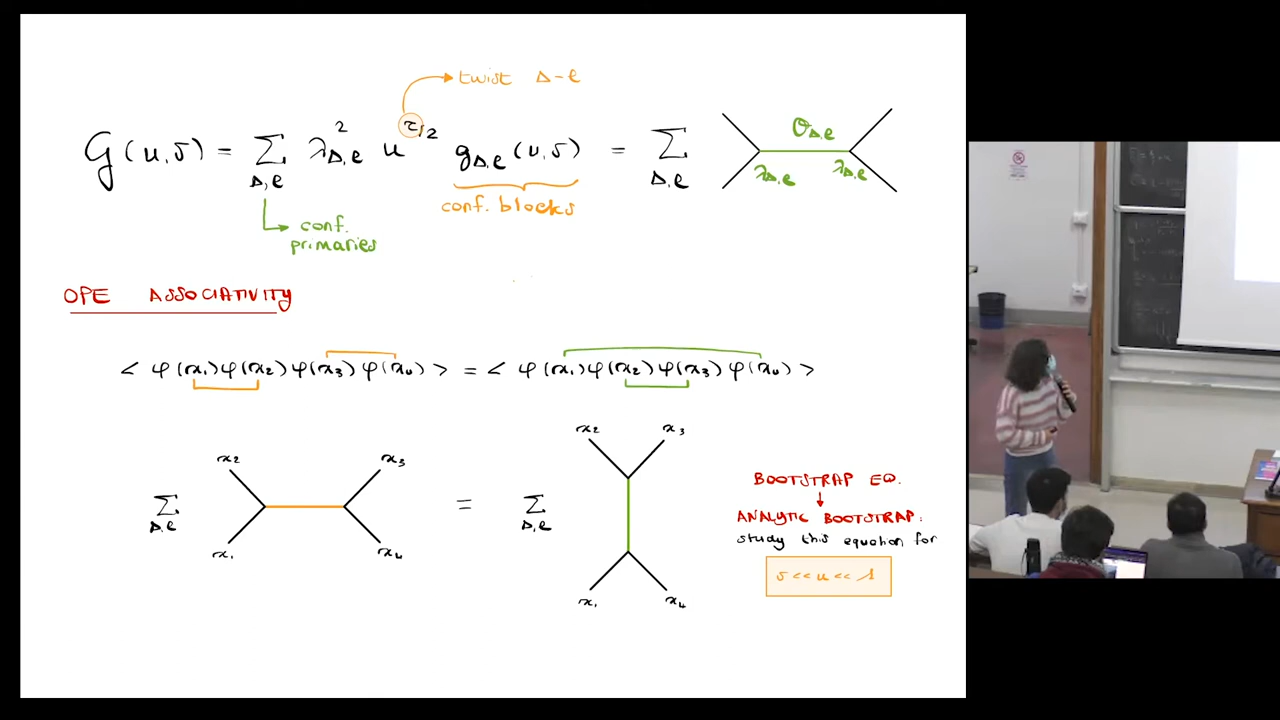 twist Δ-ℓ
G(u,v) = Σ_{Δ,ℓ} λ²_{Δ,ℓ} u^{τ/2} g_{Δ,ℓ}(u,v) = Σ_{Δ,ℓ} O_{Δ,ℓ} λ_{Δ,ℓ} λ_{Δ,ℓ}
conf. blocks
conf.
primaries
OPE ASSOCIATIVITY
< φ(x₁)φ(x₂)φ(x₃)φ(x₄) > = < φ(x₁)φ(x₂)φ(x₃)φ(x₄) >
x₂ x₃
x₂ x₃
Σ_{Δ,ℓ} = Σ_{Δ,ℓ}
x₁ x₄
x₁ x₄
BOOTSTRAP EQ.
↓
ANALYTIC BOOTSTRAP:
study this equation for
v << u << 1